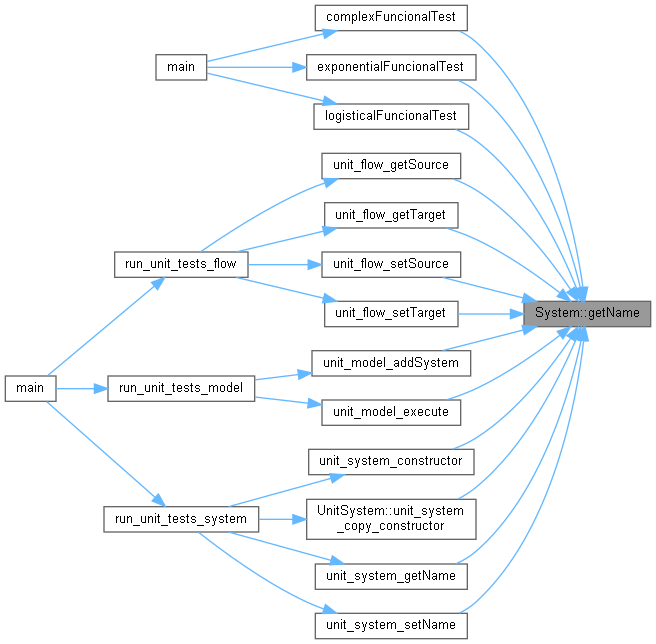 complexFuncionalTest
main
exponentialFuncionalTest
logisticalFuncionalTest
unit_flow_getSource
unit_flow_getTarget
run_unit_tests_flow
unit_flow_setSource
unit_flow_setTarget
System::getName
unit_model_addSystem
main
run_unit_tests_model
unit_model_execute
unit_system_constructor
UnitSystem::unit_system
_copy_constructor
run_unit_tests_system
unit_system_getName
unit_system_setName